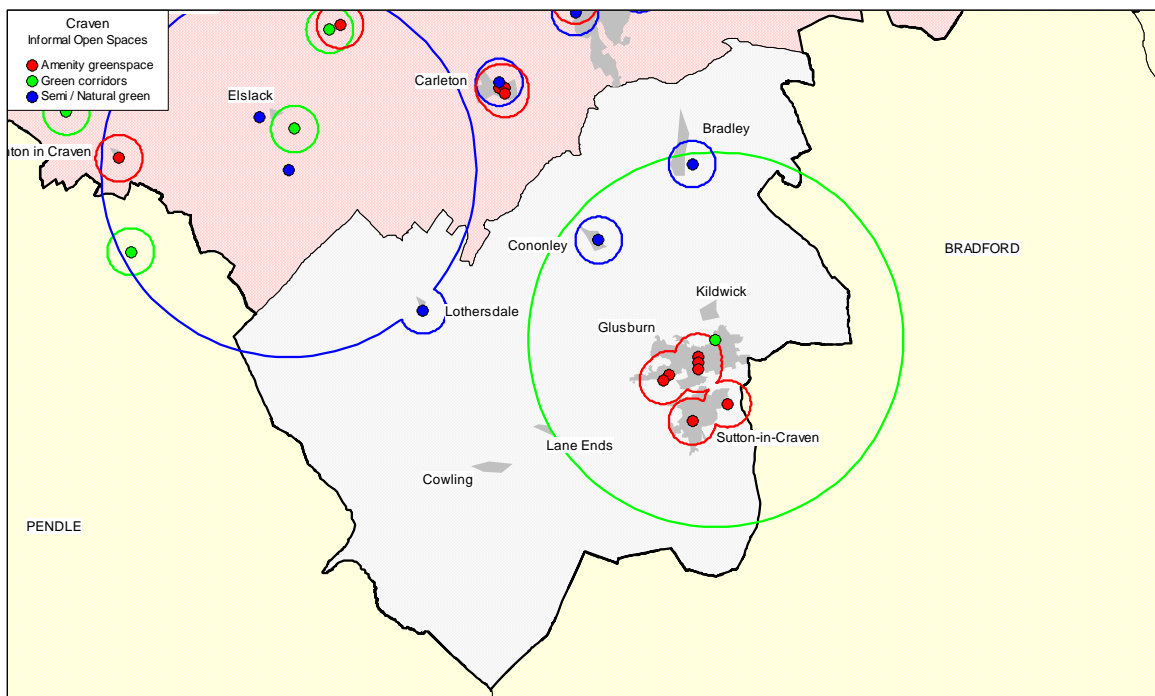 Craven
Informal Open Spaces
Amenity greenspace
Green corridors
Semi / Natural green
Carleton
Elslack
Bradley
nton in Craven
Cononley
BRADFORD
Kildwick
Lothersdale
Glusburn
Sutton-in-Craven
Lane Ends
Cowling
PENDLE